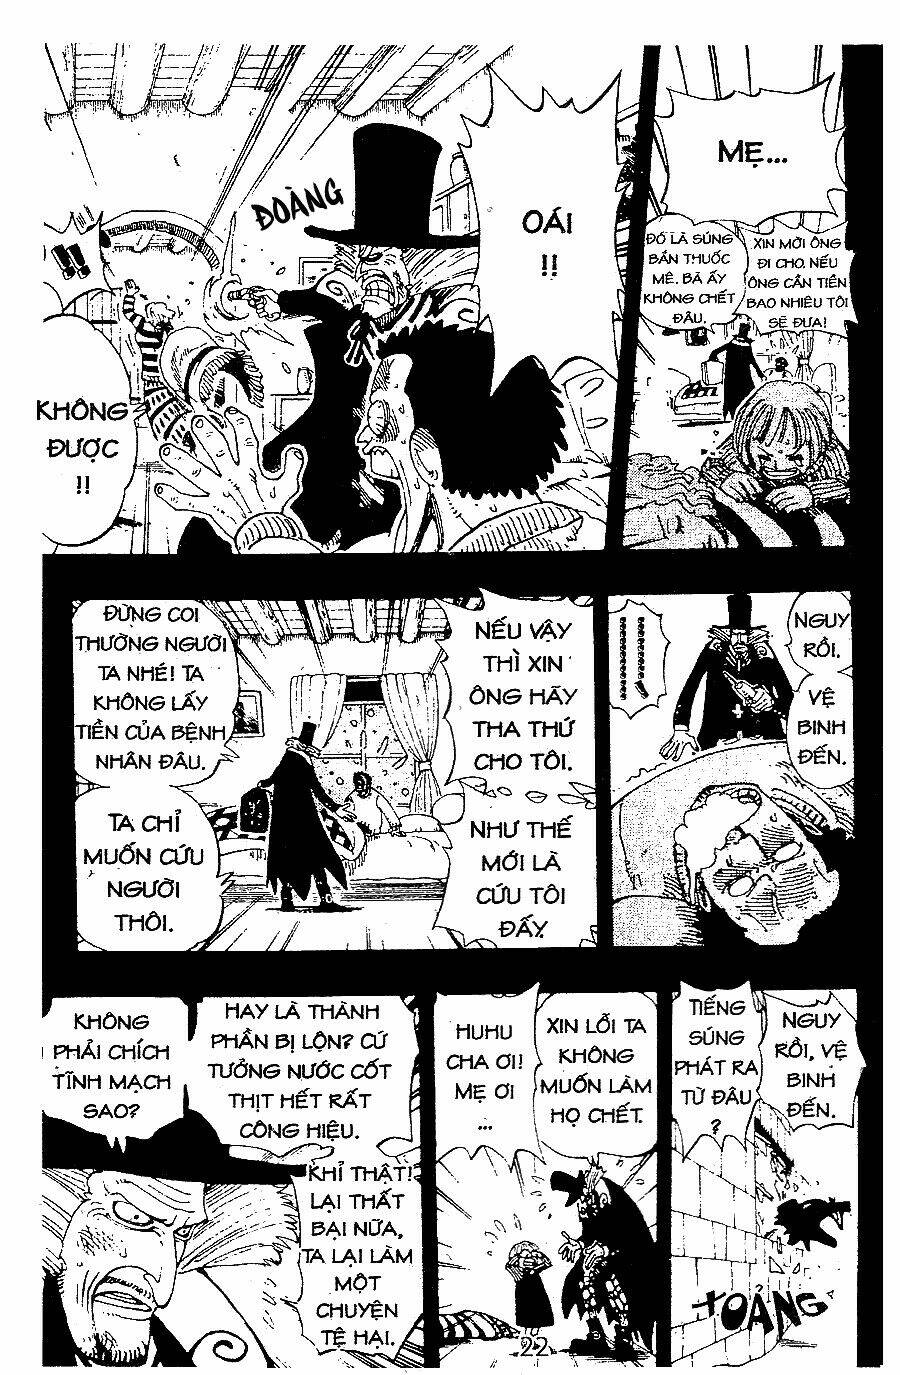 MẸ...
XIN MỜI ÔNG
ĐI CHO. NẾU
ÔNG CẦN TIỀN
BAO NHIÊU TÔI
SẼ ĐƯA!
ĐÓ LÀ SÚNG
BẮN THUỐC
MÊ. BÀ ẤY
KHÔNG CHẾT
ĐÂU.
OÁI
!!
ĐOÀNG
!!
KHÔNG
ĐƯỢC
!!
NGUY
RỒI.
VỆ
BINH
ĐẾN.
NẾU VẬY
THÌ XIN
ÔNG HÃY
THA THỨ
CHO TÔI.
NHƯ THẾ
MỚI LÀ
CỨU TÔI
ĐẤY.
ĐỪNG COI
THƯỜNG NGƯỜI
TA NHÉ! TA
KHÔNG LẤY
TIỀN CỦA BỆNH
NHÂN ĐÂU.
TA CHỈ
MUỐN CỨU
NGƯỜI
THÔI.
NGUY
RỒI, VỆ
BINH
ĐẾN.
TIẾNG
SÚNG
PHÁT RA
TỪ ĐÂU
?
XOẢNG
XIN LỖI TA
KHÔNG
MUỐN LÀM
HỌ CHẾT.
HUHU
CHA ƠI!
MẸ ƠI
...
HAY LÀ THÀNH
PHẦN BỊ LỘN? CỨ
TƯỞNG NƯỚC CỐT
THỊT HẾT RẤT
CÔNG HIỆU.
KHÔNG
PHẢI CHÍCH
TĨNH MẠCH
SAO?
KHỈ THẬT!
LẠI THẤT
BẠI NỮA,
TA LẠI LÀM
MỘT
CHUYỆN
TỆ HẠI.
22